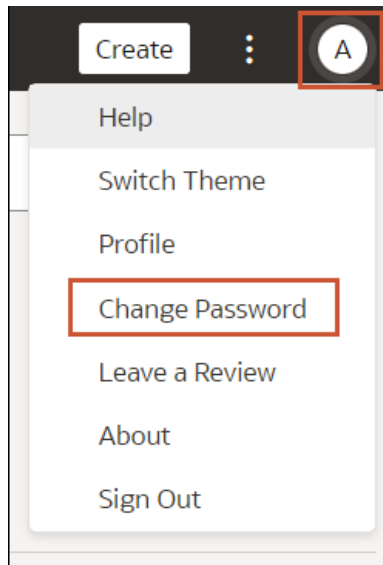 Create
A
Help
Switch Theme
Profile
Change Password
Leave a Review
About
Sign Out